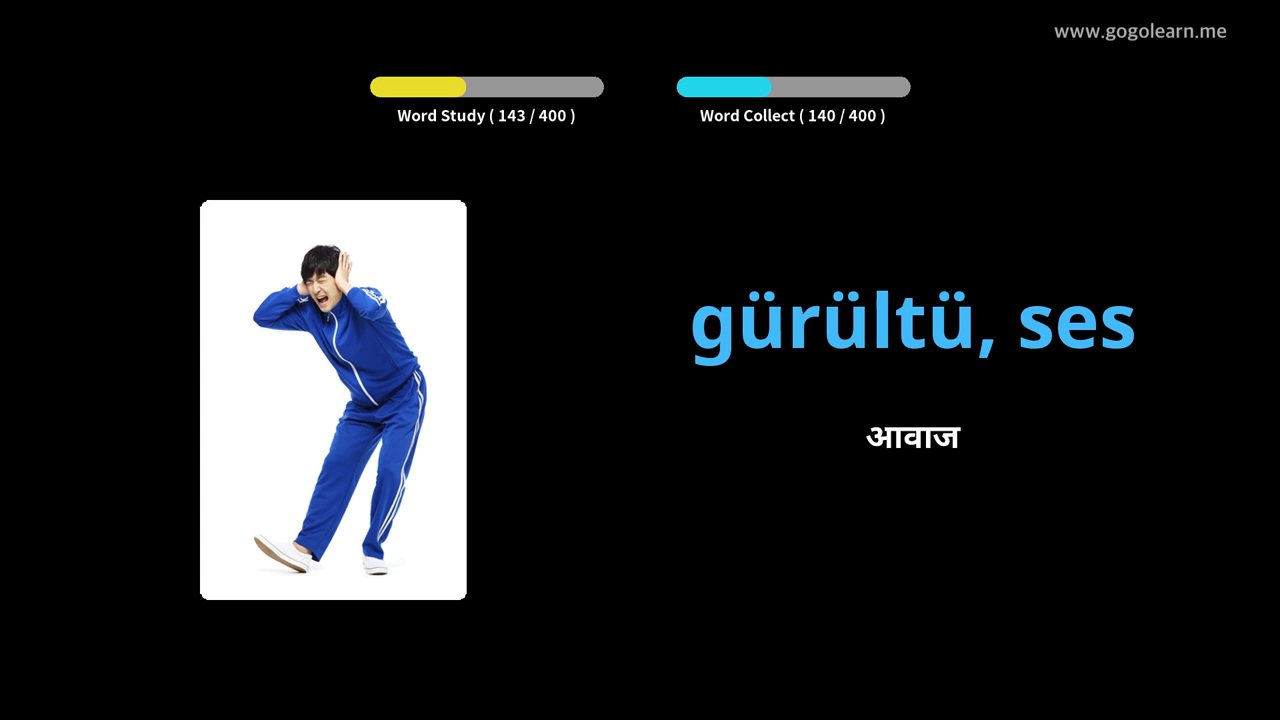 www.gogolearn.me
Word Study ( 143 / 400 )
Word Collect ( 140 / 400 )
gürültü, ses
आवाज